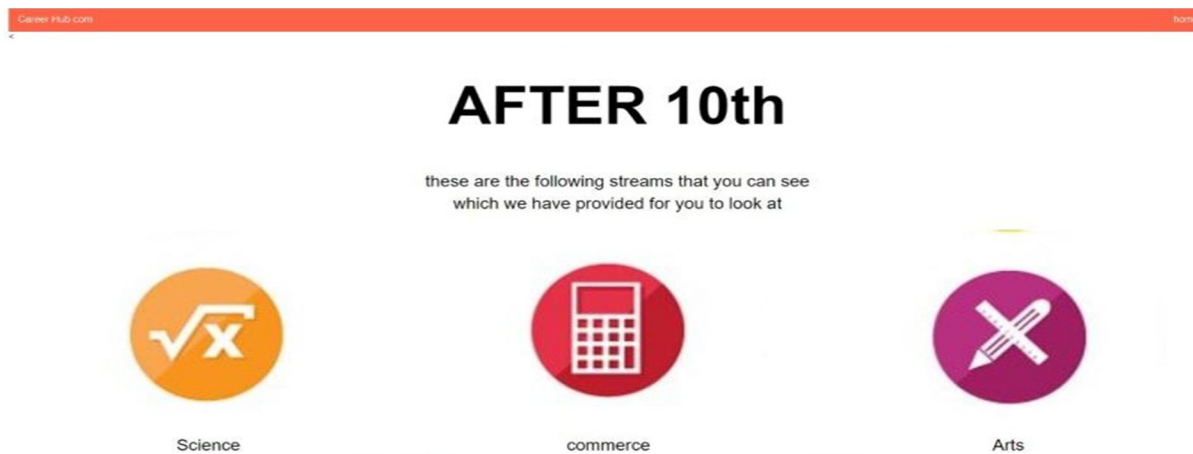 Career Hub com
hom
<
AFTER 10th
these are the following streams that you can see
which we have provided for you to look at
√x
Science
commerce
Arts